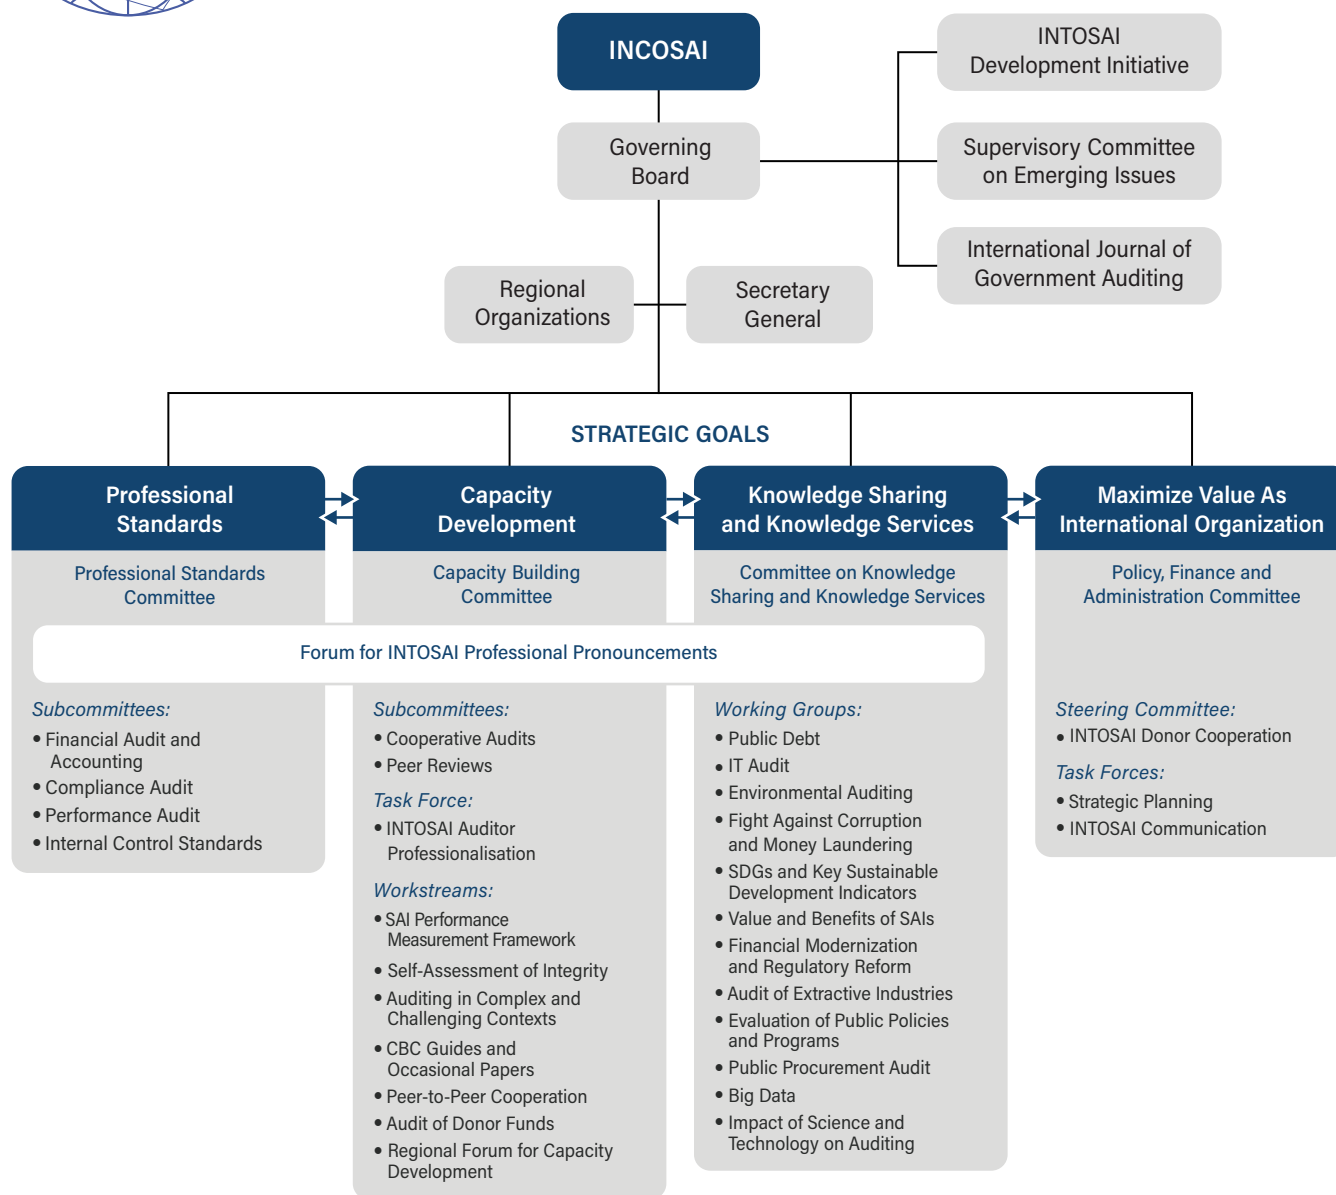 INCOSAI
INTOSAI
Development Initiative
Governing
Board
Supervisory Committee
on Emerging Issues
International Journal of
Government Auditing
Regional
Organizations
Secretary
General
STRATEGIC GOALS
Professional
Standards
Professional Standards
Committee
Capacity
Development
Capacity Building
Committee
Knowledge Sharing
and Knowledge Services
Committee on Knowledge
Sharing and Knowledge Services
Maximize Value As
International Organization
Policy, Finance and
Administration Committee
Forum for INTOSAI Professional Pronouncements
Subcommittees:
• Financial Audit and
Accounting
• Compliance Audit
• Performance Audit
• Internal Control Standards
Subcommittees:
• Cooperative Audits
• Peer Reviews
Task Force:
• INTOSAI Auditor
Professionalisation
Workstreams:
• SAI Performance
Measurement Framework
• Self-Assessment of Integrity
• Auditing in Complex and
Challenging Contexts
• CBC Guides and
Occasional Papers
• Peer-to-Peer Cooperation
• Audit of Donor Funds
• Regional Forum for Capacity
Development
Working Groups:
• Public Debt
• IT Audit
• Environmental Auditing
• Fight Against Corruption
and Money Laundering
• SDGs and Key Sustainable
Development Indicators
• Value and Benefits of SAIs
• Financial Modernization
and Regulatory Reform
• Audit of Extractive Industries
• Evaluation of Public Policies
and Programs
• Public Procurement Audit
• Big Data
• Impact of Science and
Technology on Auditing
Steering Committee:
• INTOSAI Donor Cooperation
Task Forces:
• Strategic Planning
• INTOSAI Communication